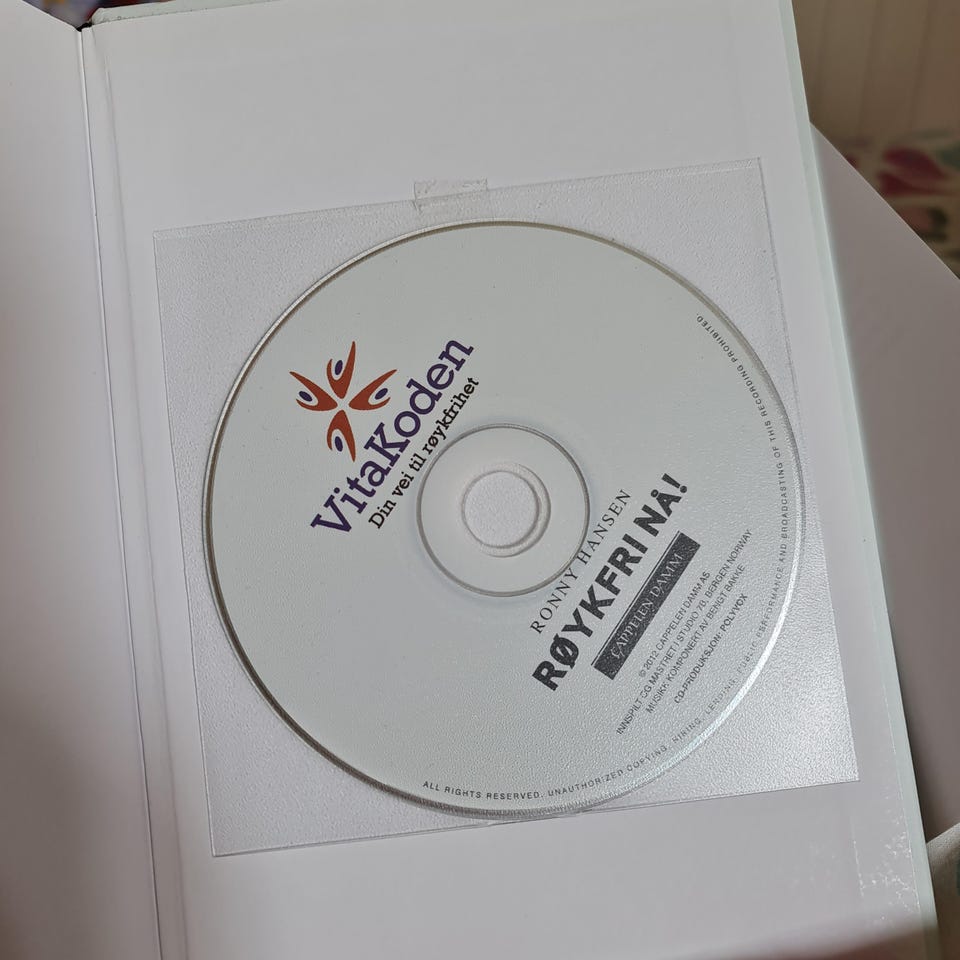 VitaKoden
Din vei til røykfrihet
RONNY HANSEN
RØYKFRI NÅ!
CAPPELEN DAMM
© 2012 CAPPELEN DAMM AS
INNSPILT OG MASTRET I STUDIO 7B, BERGEN NORWAY
MUSIKK KOMPONERT AV BENGT BAKKE
CD-PRODUKSJON: POLYVOX
ALL RIGHTS RESERVED. UNAUTHORIZED COPYING, HIRING, LENDING, PUBLIC PERFORMANCE AND BROADCASTING OF THIS RECORDING PROHIBITED.